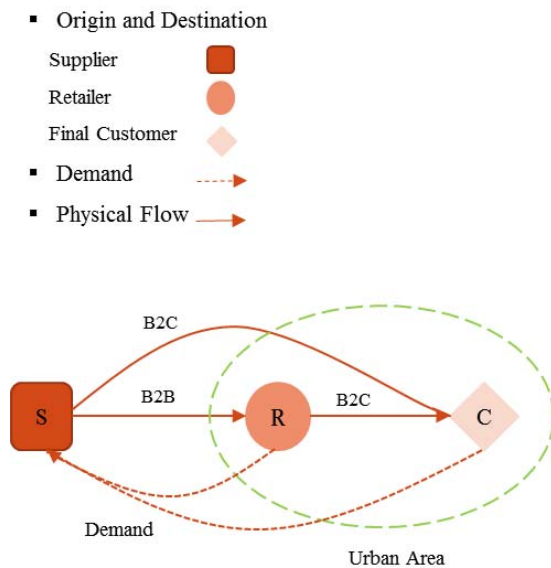 ▪ Origin and Destination
Supplier
Retailer
Final Customer
▪ Demand
▪ Physical Flow
B2C
B2B
B2C
S
R
C
Demand
Urban Area